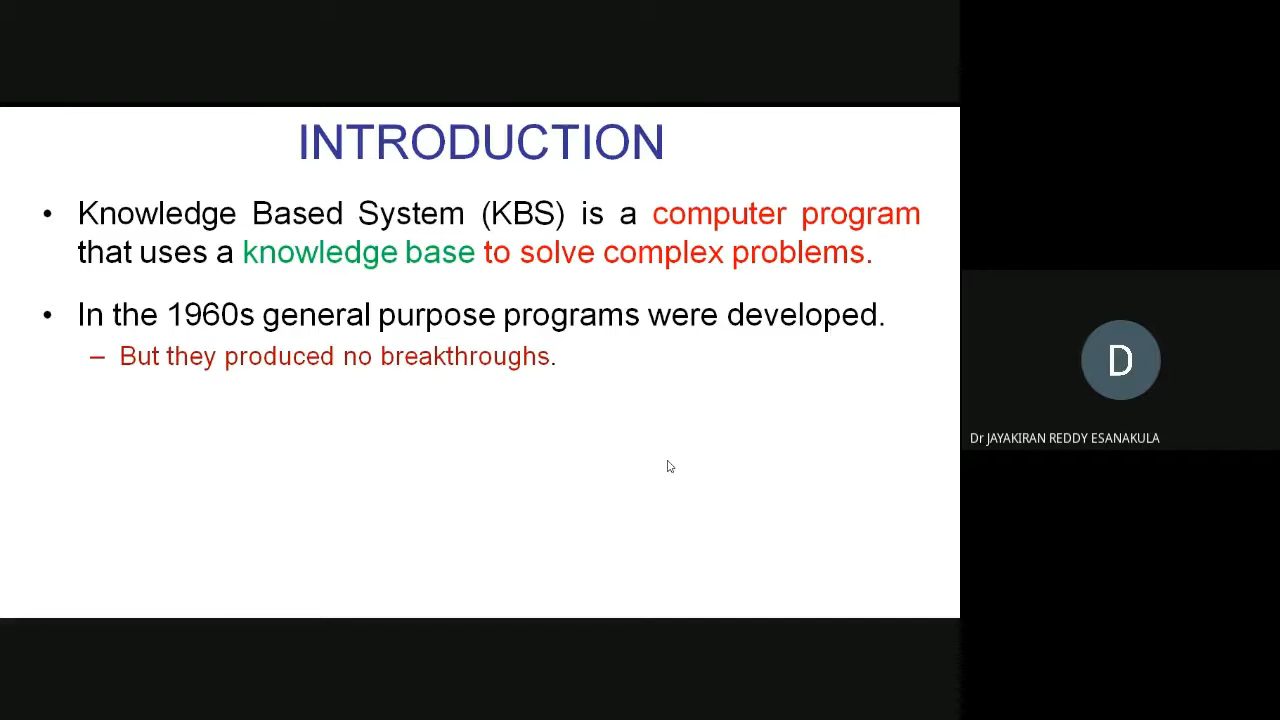 INTRODUCTION
• Knowledge Based System (KBS) is a computer program
that uses a knowledge base to solve complex problems.
• In the 1960s general purpose programs were developed.
– But they produced no breakthroughs.
D
Dr JAYAKIRAN REDDY ESANAKULA